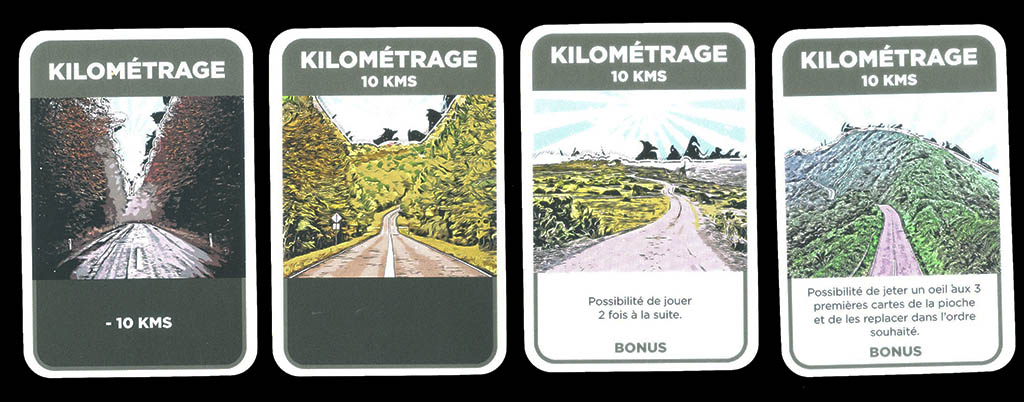 KILOMÉTRAGE
- 10 KMS
KILOMÉTRAGE
10 KMS
KILOMÉTRAGE
10 KMS
Possibilité de jouer
2 fois à la suite.
BONUS
KILOMÉTRAGE
10 KMS
Possibilité de jeter un oeil aux 3
premières cartes de la pioche
et de les replacer dans l'ordre
souhaité.
BONUS